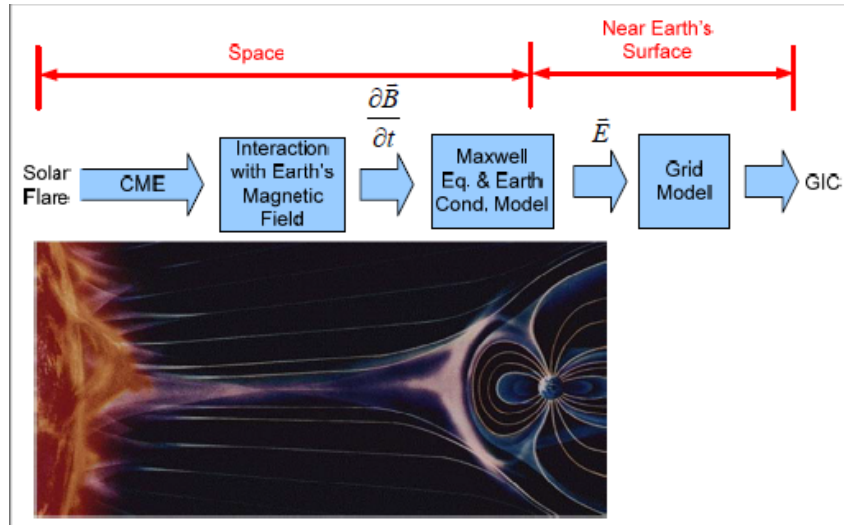 Space
Near Earth's
Surface
∂B̄
∂t
Ē
Solar
Flare
CME
Interaction
with Earth's
Magnetic
Field
Maxwell
Eq. & Earth
Cond. Model
Grid
Model
GIC